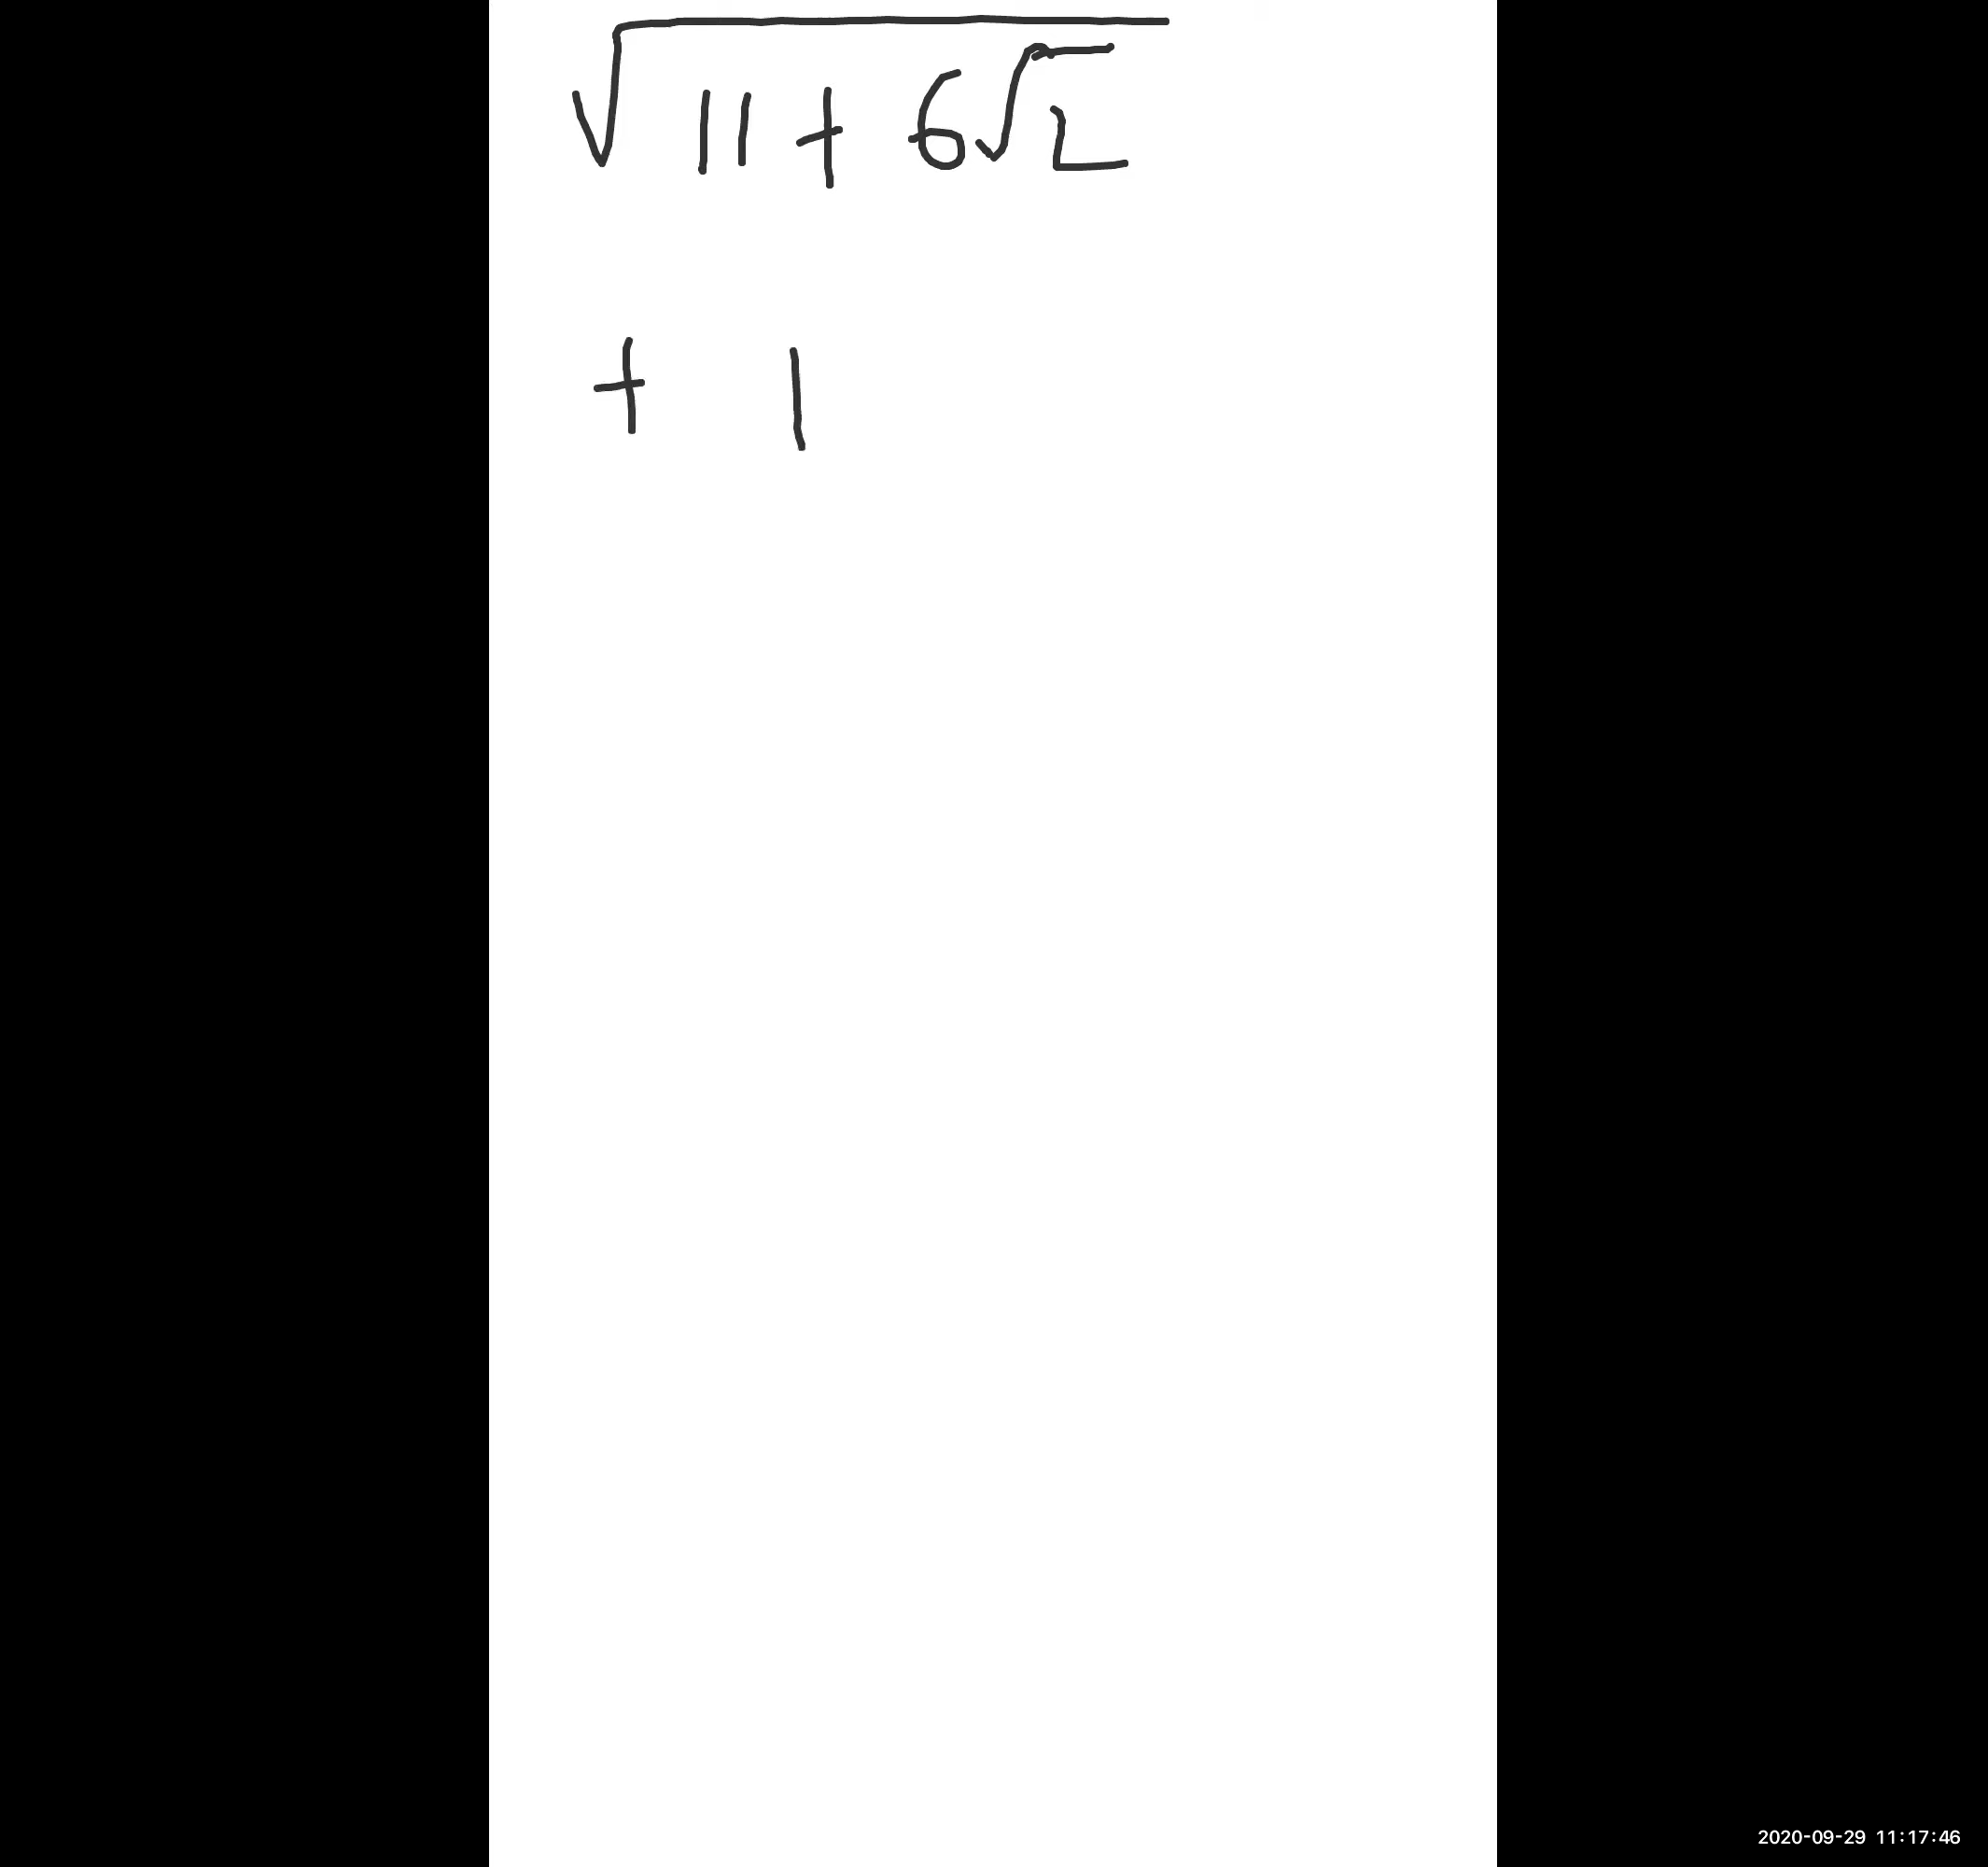 √(11 + 6√2)
+ 1
2020-09-29 11:17:46